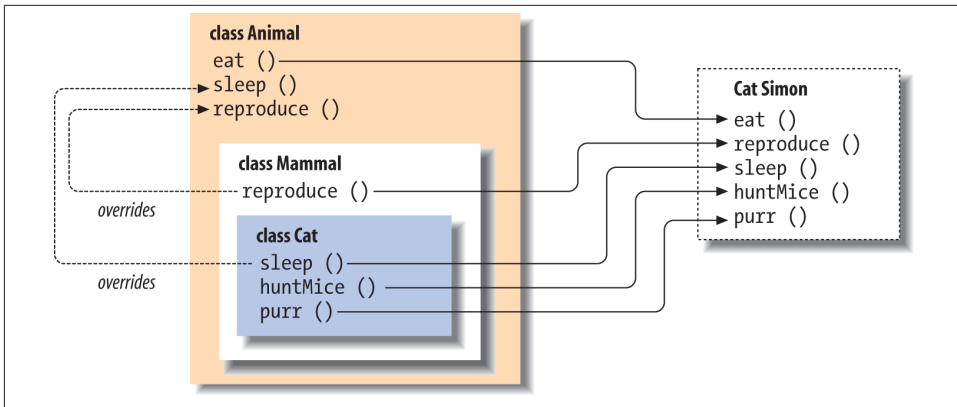 class Animal
eat ()
sleep ()
reproduce ()
class Mammal
reproduce ()
overrides
class Cat
sleep ()
overrides
huntMice ()
purr ()
Cat Simon
eat ()
reproduce ()
sleep ()
huntMice ()
purr ()